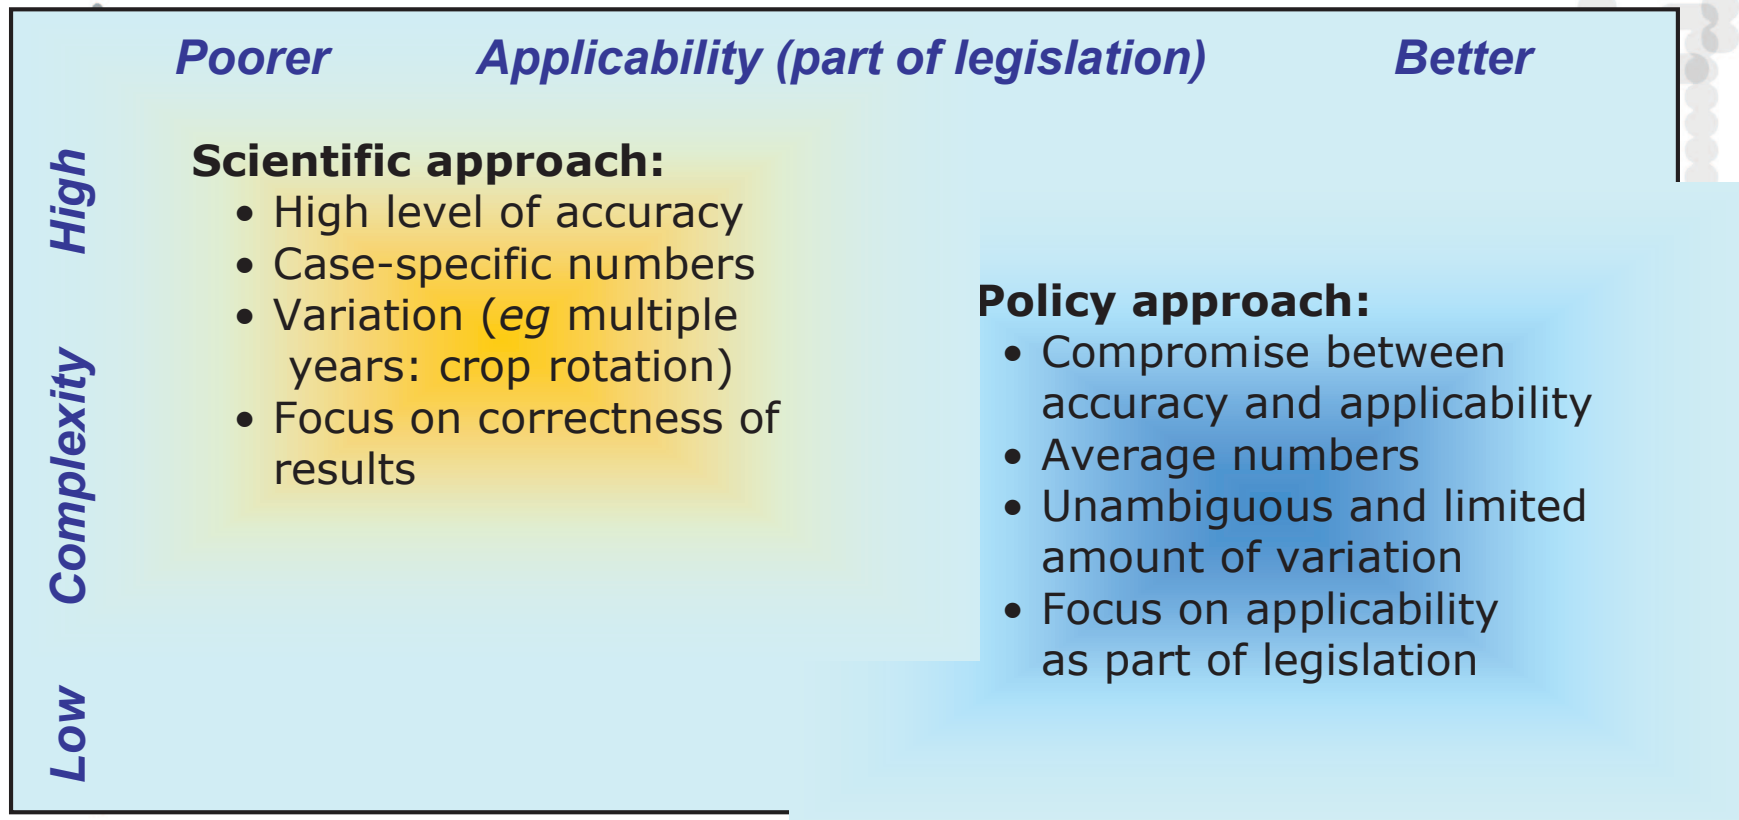 Poorer Applicability (part of legislation) Better
High
Complexity
Low
Scientific approach:
• High level of accuracy
• Case-specific numbers
• Variation (eg multiple
years: crop rotation)
• Focus on correctness of
results
Policy approach:
• Compromise between
accuracy and applicability
• Average numbers
• Unambiguous and limited
amount of variation
• Focus on applicability
as part of legislation